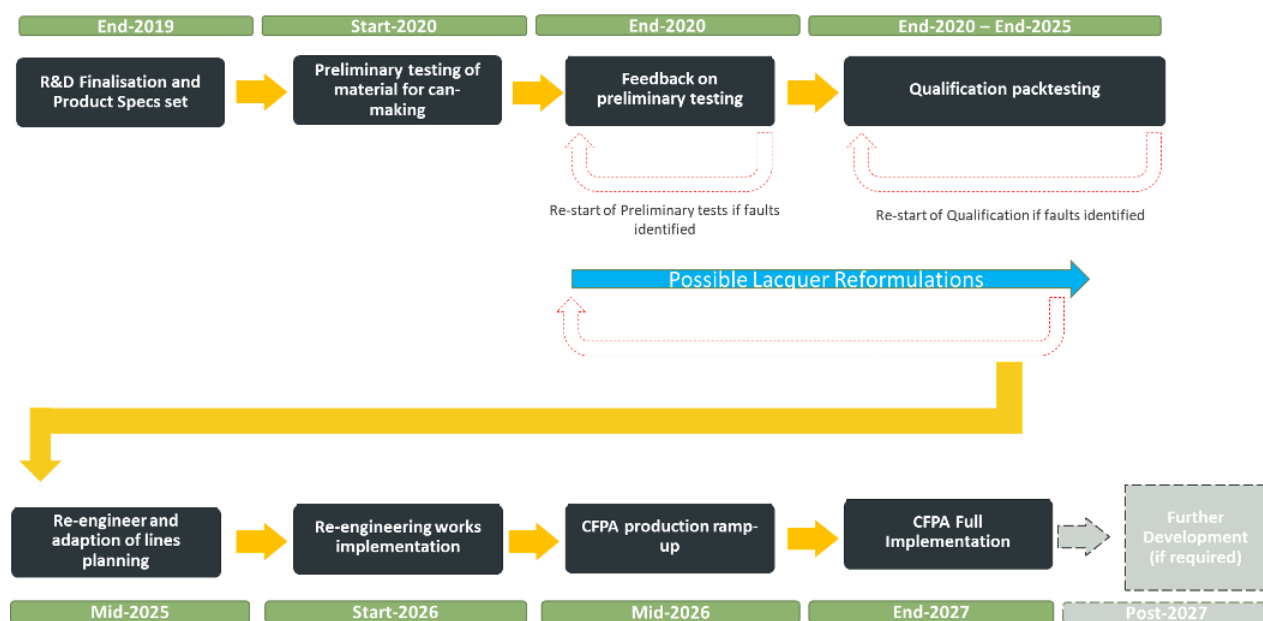 End-2019
Start-2020
End-2020
End-2020 – End-2025
R&D Finalisation and
Product Specs set
Preliminary testing of
material for can-
making
Feedback on
preliminary testing
Qualification packtesting
Re-start of Preliminary tests if faults
identified
Re-start of Qualification if faults identified
Possible Lacquer Reformulations
Re-engineer and
adaption of lines
planning
Re-engineering works
implementation
CFPA production ramp-
up
CFPA Full
Implementation
Further
Development
(if required)
Mid-2025
Start-2026
Mid-2026
End-2027
Post-2027